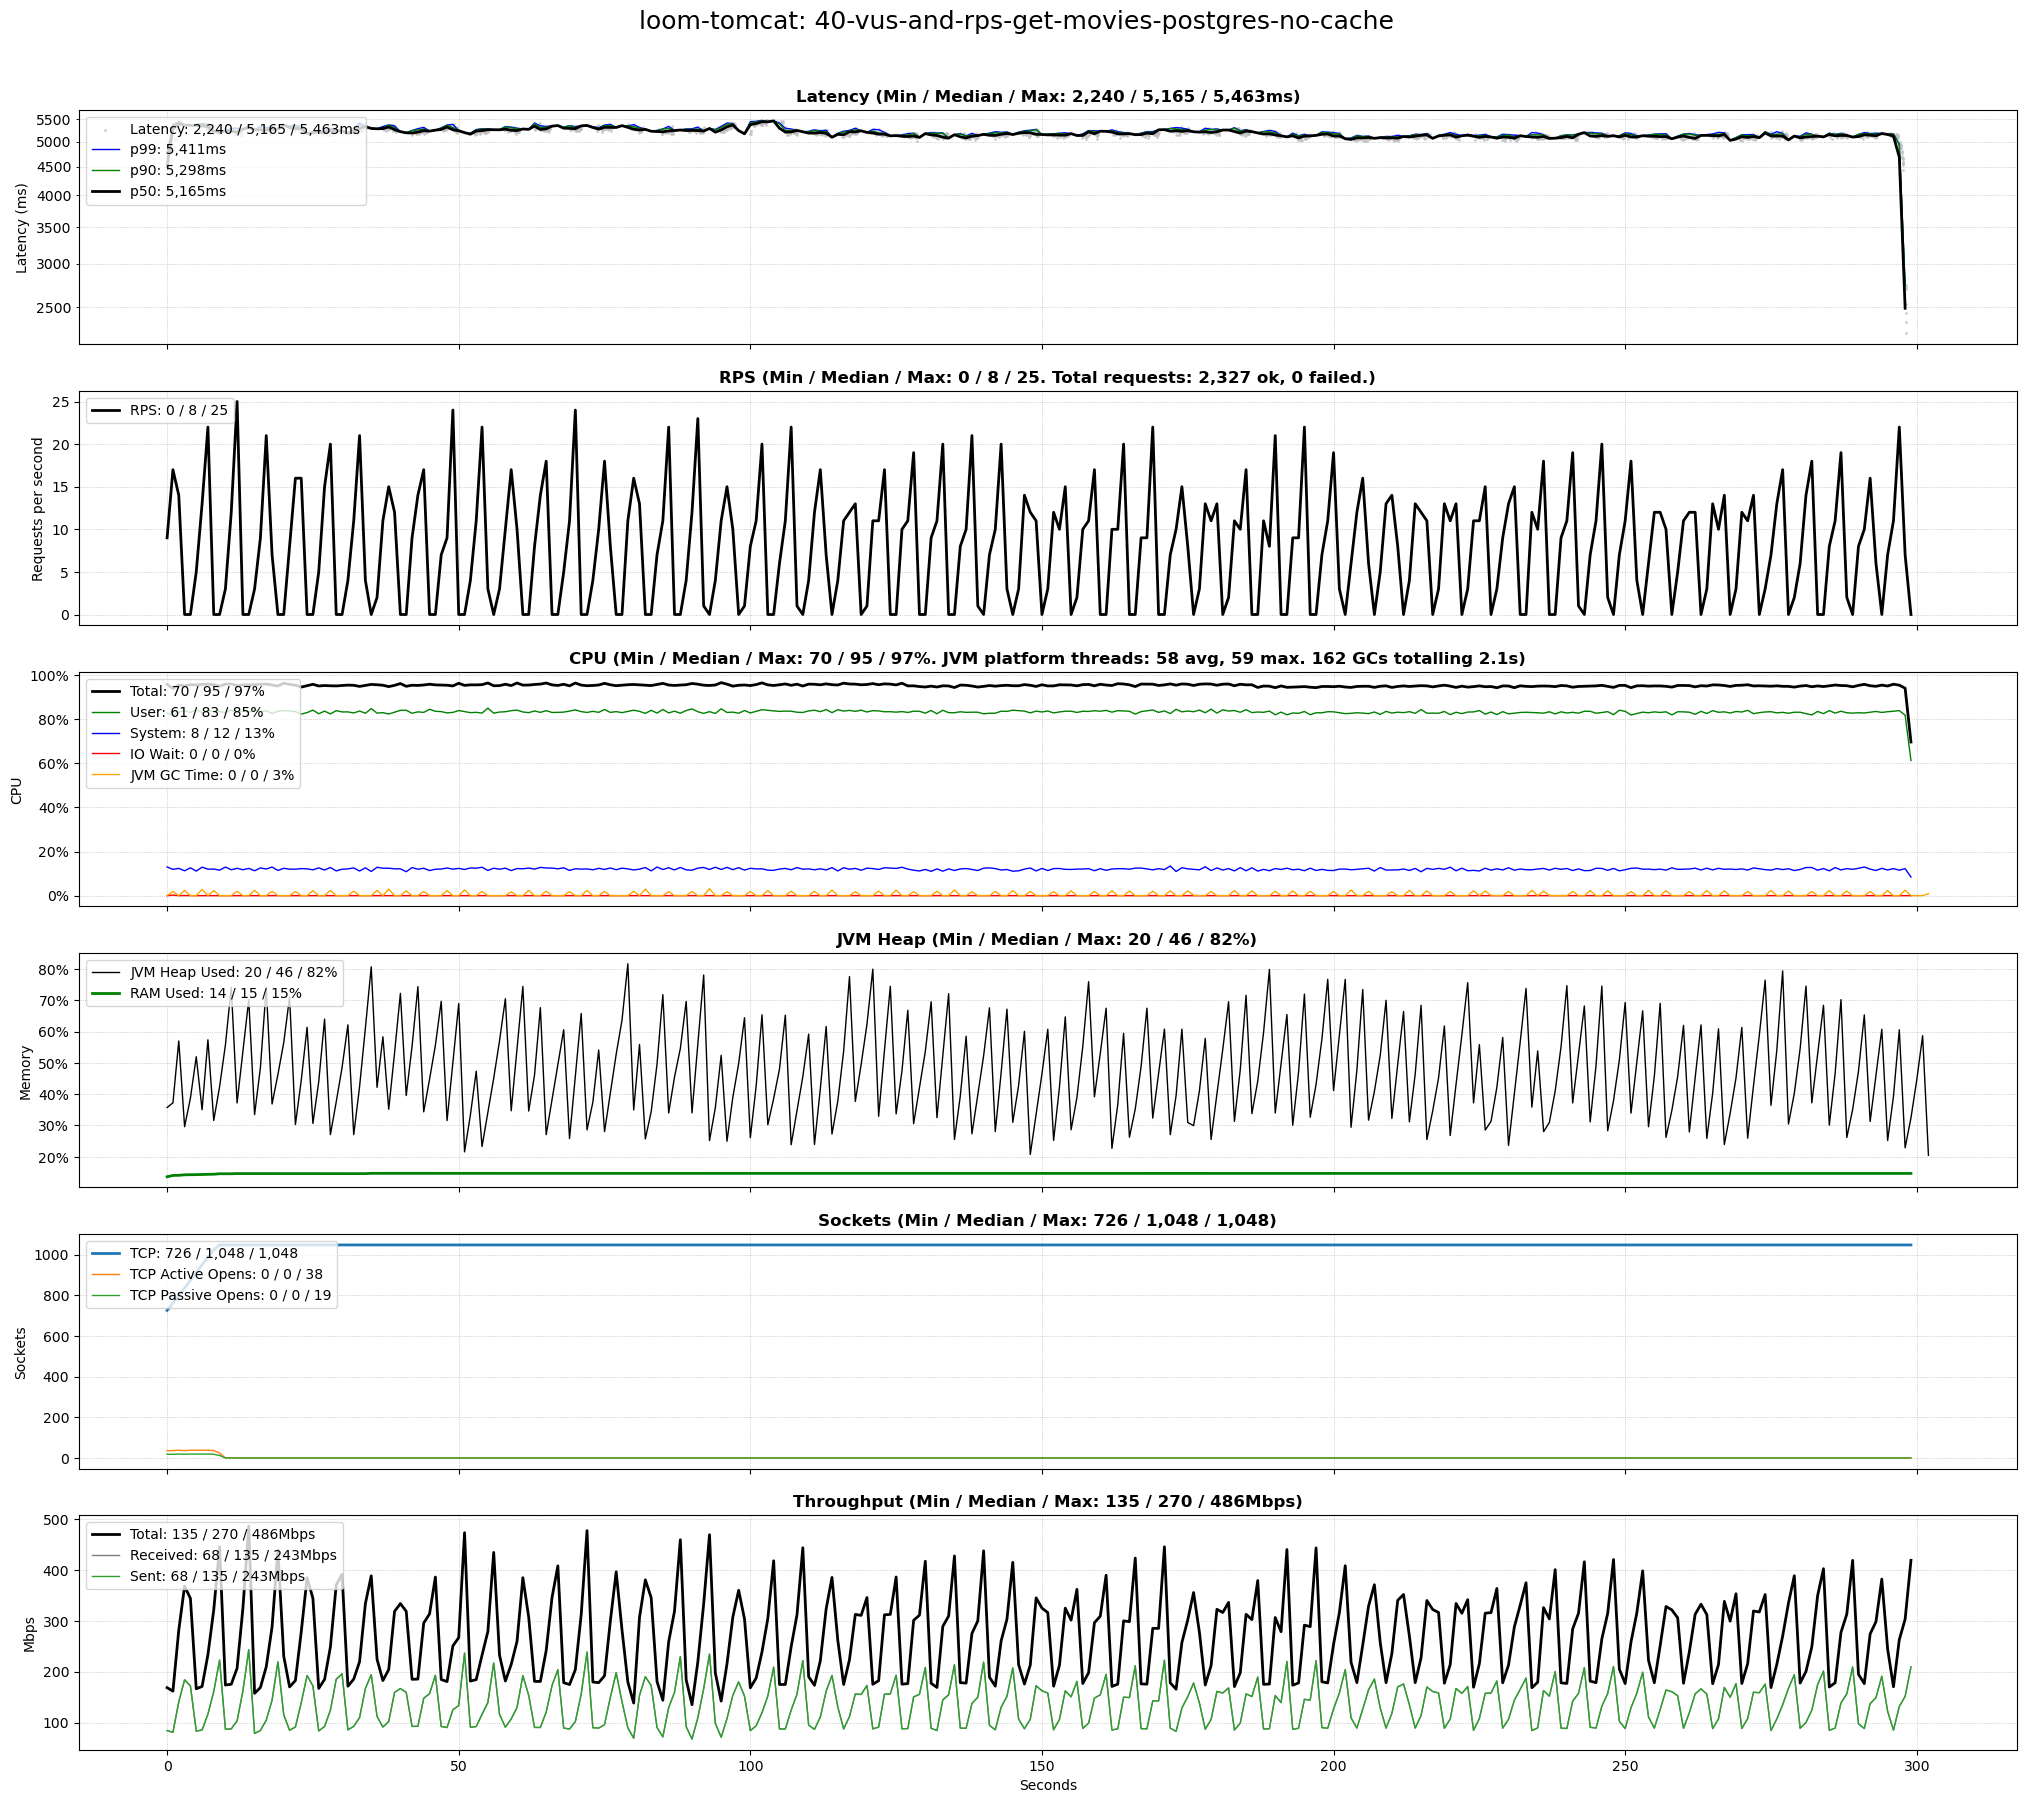 loom-tomcat: 40-vus-and-rps-get-movies-postgres-no-cache
Latency (Min / Median / Max: 2,240 / 5,165 / 5,463ms)
Latency (ms)
5500
5000
4500
4000
3500
3000
2500
Latency: 2,240 / 5,165 / 5,463ms
p99: 5,411ms
p90: 5,298ms
p50: 5,165ms
RPS (Min / Median / Max: 0 / 8 / 25. Total requests: 2,327 ok, 0 failed.)
Requests per second
25
20
15
10
5
0
RPS: 0 / 8 / 25
CPU (Min / Median / Max: 70 / 95 / 97%. JVM platform threads: 58 avg, 59 max. 162 GCs totalling 2.1s)
CPU
100%
80%
60%
40%
20%
0%
Total: 70 / 95 / 97%
User: 61 / 83 / 85%
System: 8 / 12 / 13%
IO Wait: 0 / 0 / 0%
JVM GC Time: 0 / 0 / 3%
JVM Heap (Min / Median / Max: 20 / 46 / 82%)
Memory
80%
70%
60%
50%
40%
30%
20%
JVM Heap Used: 20 / 46 / 82%
RAM Used: 14 / 15 / 15%
Sockets (Min / Median / Max: 726 / 1,048 / 1,048)
Sockets
1000
800
600
400
200
0
TCP: 726 / 1,048 / 1,048
TCP Active Opens: 0 / 0 / 38
TCP Passive Opens: 0 / 0 / 19
Throughput (Min / Median / Max: 135 / 270 / 486Mbps)
Mbps
500
400
300
200
100
Total: 135 / 270 / 486Mbps
Received: 68 / 135 / 243Mbps
Sent: 68 / 135 / 243Mbps
0 50 100 150 200 250 300
Seconds